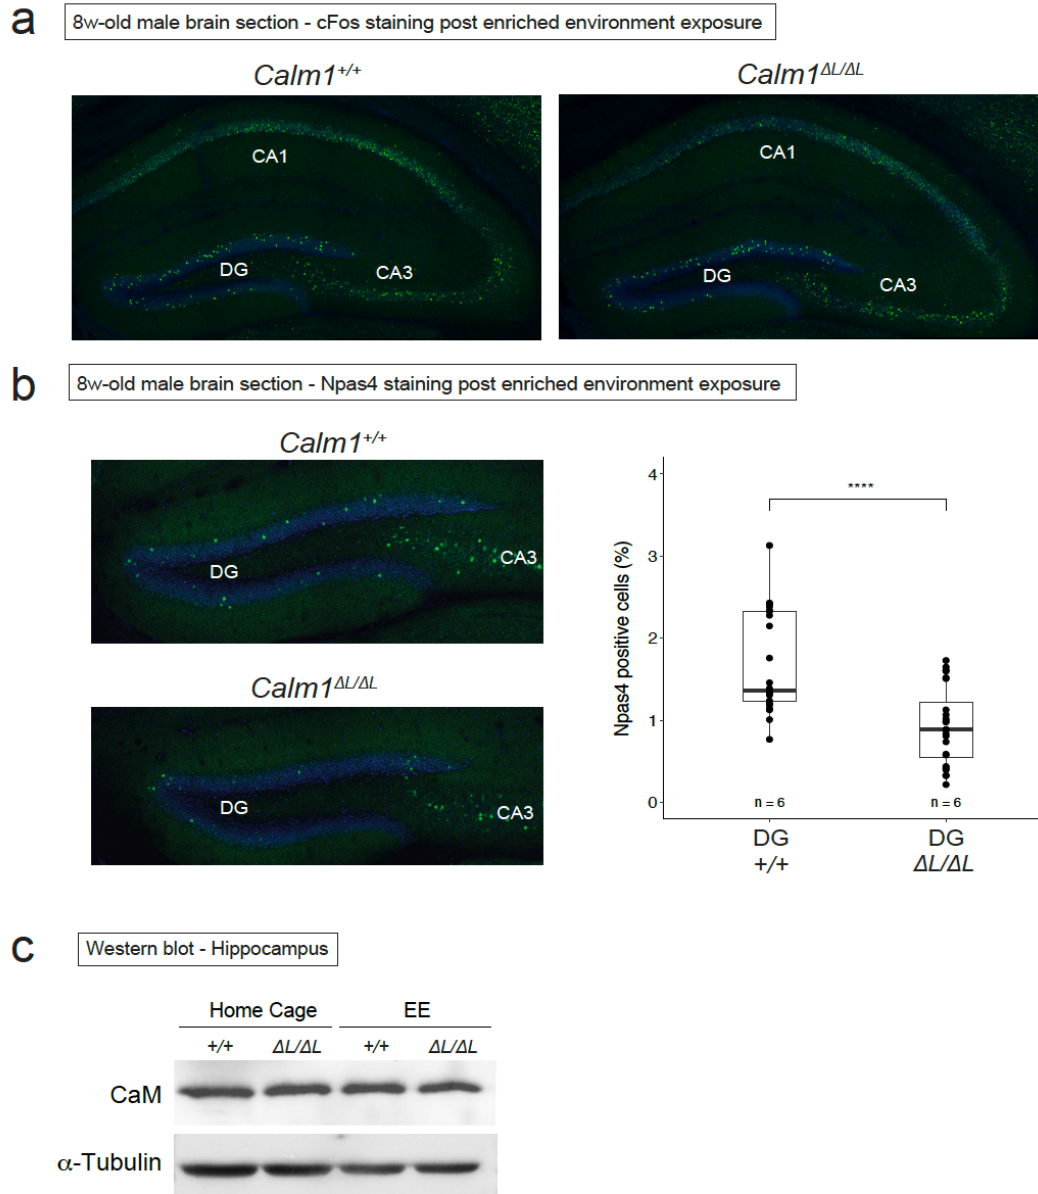 a
8w-old male brain section - cFos staining post enriched environment exposure
Calm1+/+
Calm1ΔL/ΔL
CA1
DG
CA3
CA1
DG
CA3
b
8w-old male brain section - Npas4 staining post enriched environment exposure
Calm1+/+
DG
CA3
Calm1ΔL/ΔL
DG
CA3
Npas4 positive cells (%)
4
3
2
1
0
****
n = 6
n = 6
DG
+/+
DG
ΔL/ΔL
c
Western blot - Hippocampus
Home Cage
EE
+/+
ΔL/ΔL
+/+
ΔL/ΔL
CaM
α-Tubulin